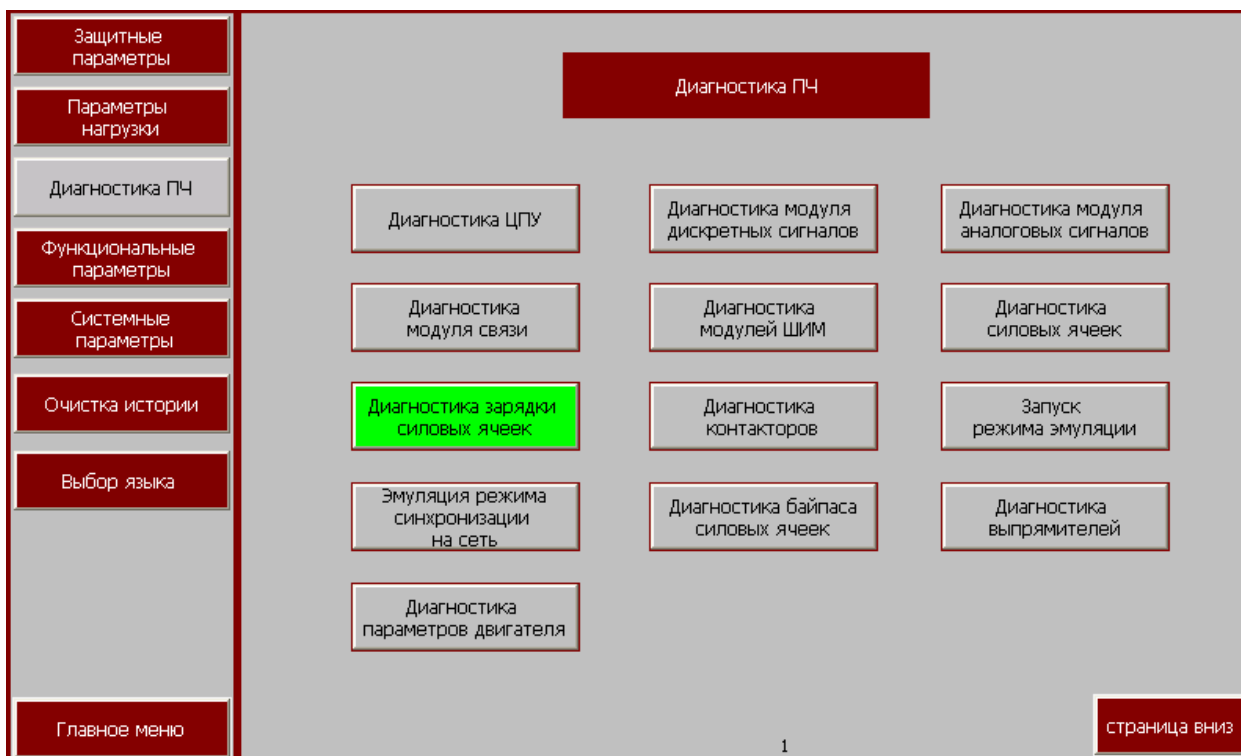 Защитные
параметры
Параметры
нагрузки
Диагностика ПЧ
Функциональные
параметры
Системные
параметры
Очистка истории
Выбор языка
Главное меню
Диагностика ПЧ
Диагностика ЦПУ
Диагностика модуля
дискретных сигналов
Диагностика модуля
аналоговых сигналов
Диагностика
модуля связи
Диагностика
модулей ШИМ
Диагностика
силовых ячеек
Диагностика зарядки
силовых ячеек
Диагностика
контакторов
Запуск
режима эмуляции
Эмуляция режима
синхронизации
на сеть
Диагностика байпаса
силовых ячеек
Диагностика
выпрямителей
Диагностика
параметров двигателя
страница вниз
1